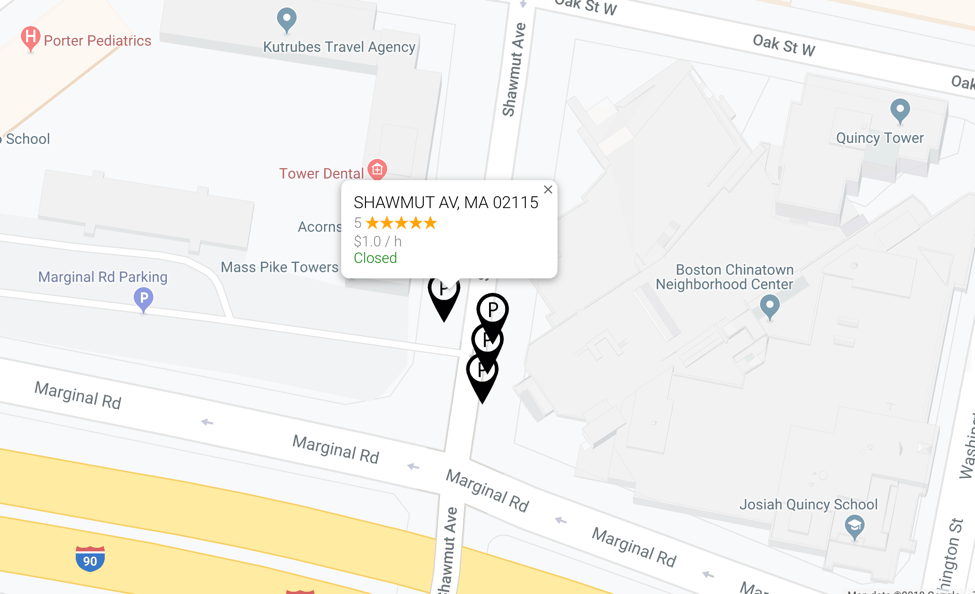 Oak St W
Porter Pediatrics
Kutrubes Travel Agency
Shawmut Ave
Oak St W
Oak
School
Quincy Tower
Tower Dental
SHAWMUT AV, MA 02115
5
$1.0 / h
Closed
Acorns
Mass Pike Towers
Marginal Rd Parking
P
Boston Chinatown
Neighborhood Center
P
P
P
P
Marginal Rd
Marginal Rd
Marginal Rd
Marginal Rd
Josiah Quincy School
Shawmut Ave
90